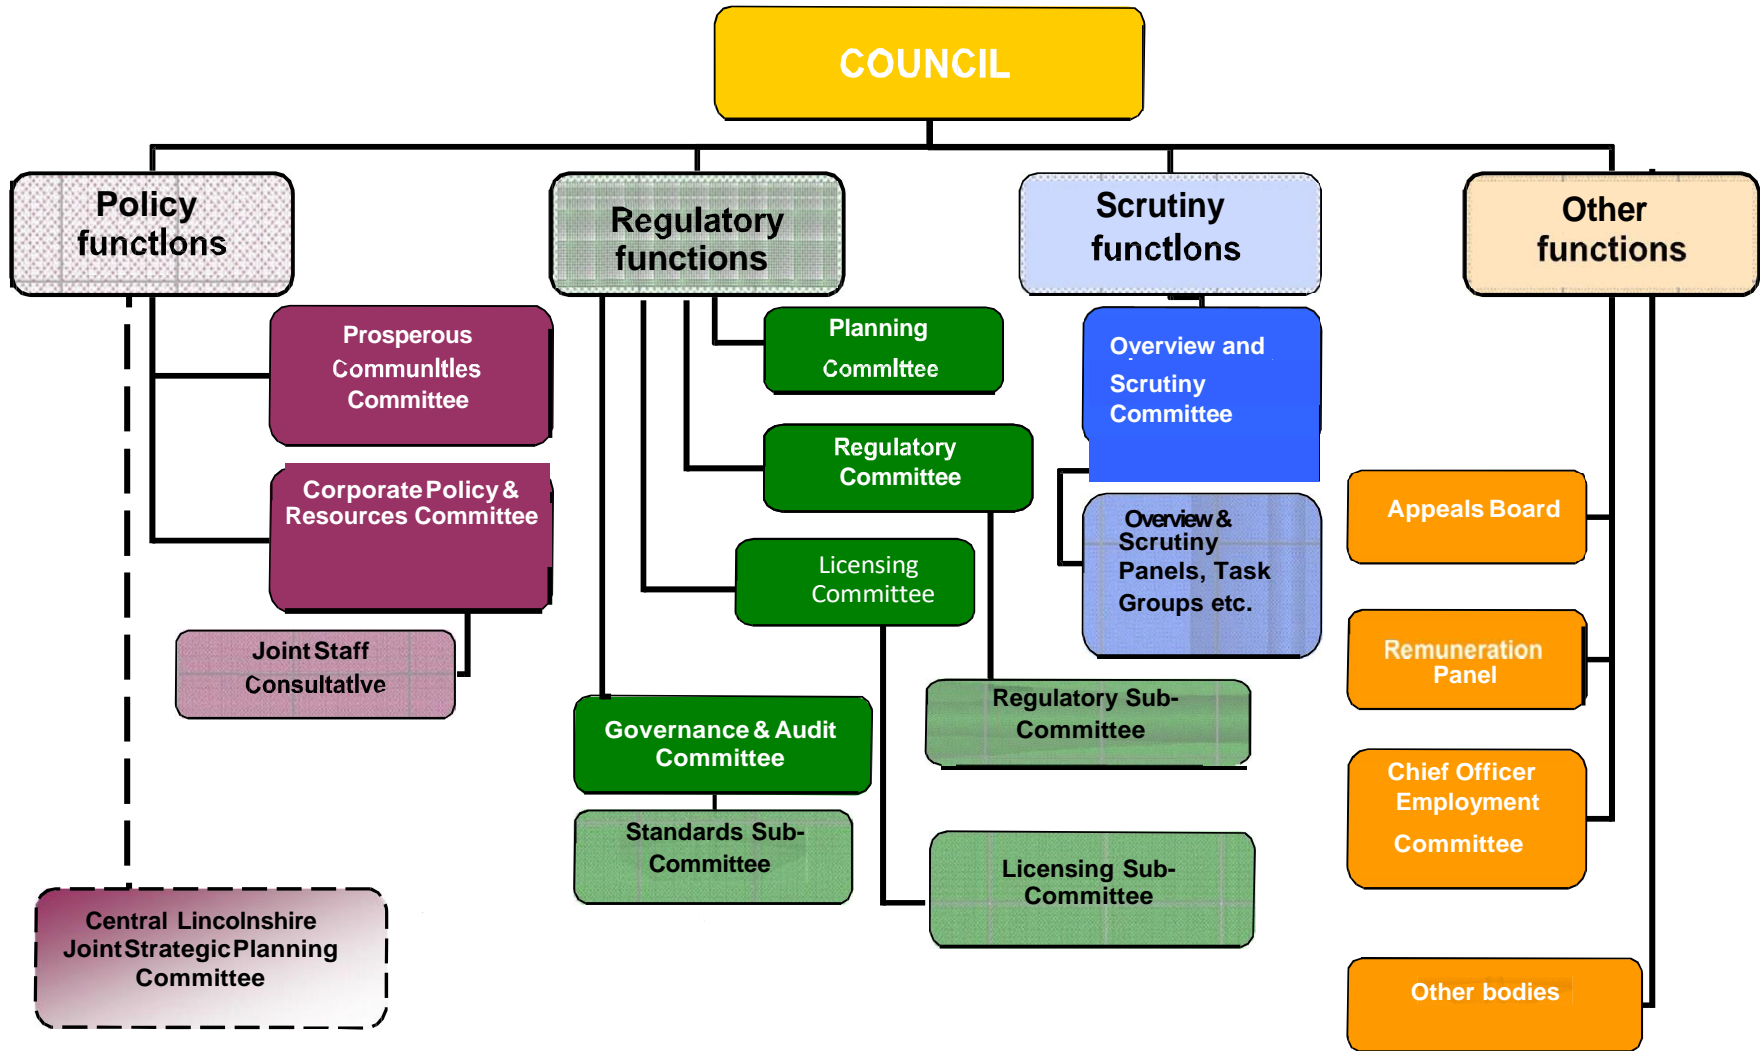 COUNCIL
Policy
functions
Regulatory
functions
Scrutiny
functions
Other
functions
Prosperous
Communities
Committee
Corporate Policy &
Resources Committee
Joint Staff
Consultative
Central Lincolnshire
Joint Strategic Planning
Committee
Planning
Committee
Regulatory
Committee
Licensing
Committee
Governance & Audit
Committee
Standards Sub-
Committee
Regulatory Sub-
Committee
Licensing Sub-
Committee
Overview and
Scrutiny
Committee
Overview &
Scrutiny
Panels, Task
Groups etc.
Appeals Board
Remuneration
Panel
Chief Officer
Employment
Committee
Other bodies